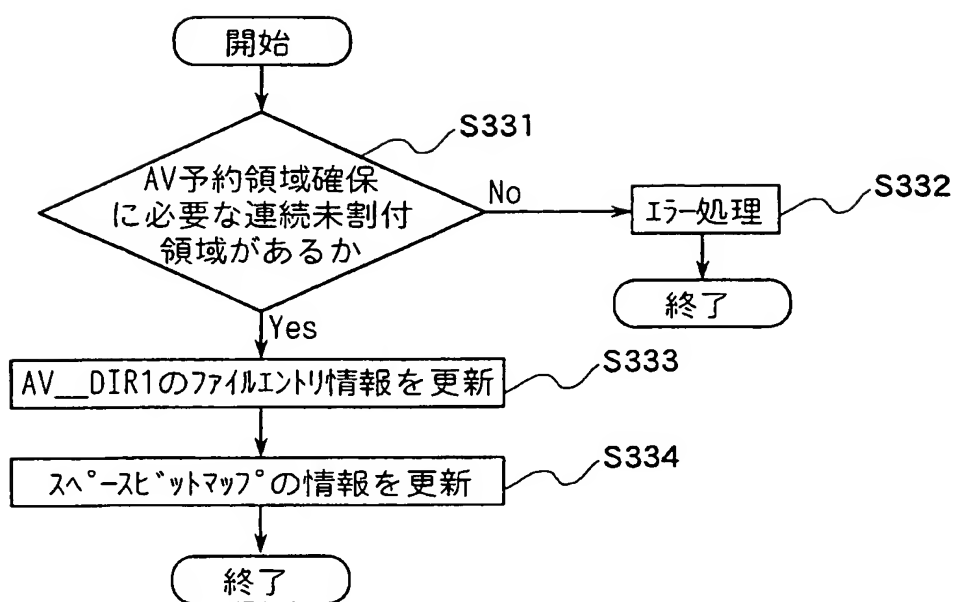 開始
S331
AV予約領域確保
に必要な連続未割付
領域があるか
No
S332
エラー処理
終了
Yes
S333
AV__DIR1のファイルエントリ情報を更新
S334
スペースビットマップの情報を更新
終了